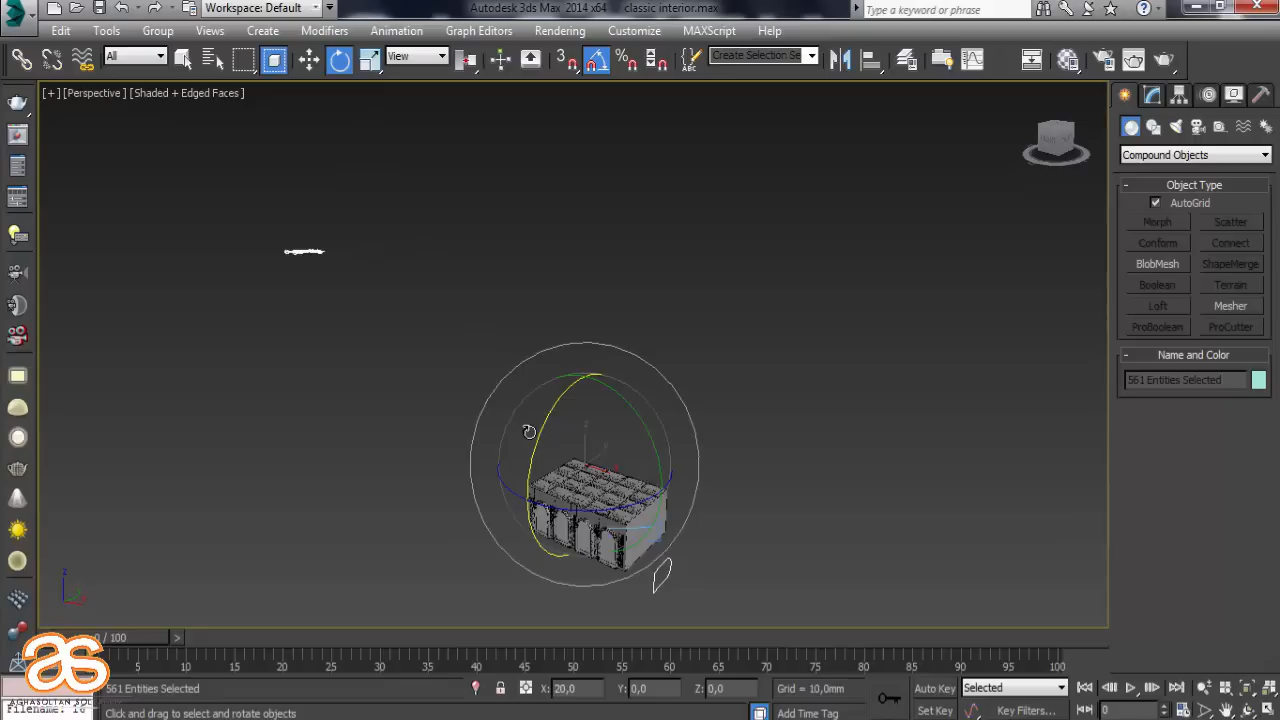 Workspace: Default
Autodesk 3ds Max 2014 x64 classic interior.max
Type a keyword or phrase
Edit Tools Group Views Create Modifiers Animation Graph Editors Rendering Customize MAXScript Help
All
View
3
Create Selection Se
[+] [Perspective] [Shaded + Edged Faces]
Compound Objects
Object Type
AutoGrid
Morph Scatter
Conform Connect
BlobMesh ShapeMerge
Boolean Terrain
Loft Mesher
ProBoolean ProCutter
Name and Color
561 Entities Selected
z
0 / 100
5 10 15 20 25 30 35 40 45 50 55 60 65 70 75 80 85 90 95 100
561 Entities Selected X: 20,0 Y: 0,0 Z: 0,0 Grid = 10,0mm Auto Key Selected
Click and drag to select and rotate objects Add Time Tag Set Key Key Filters... 0
as
AGHASOLTAN SOL